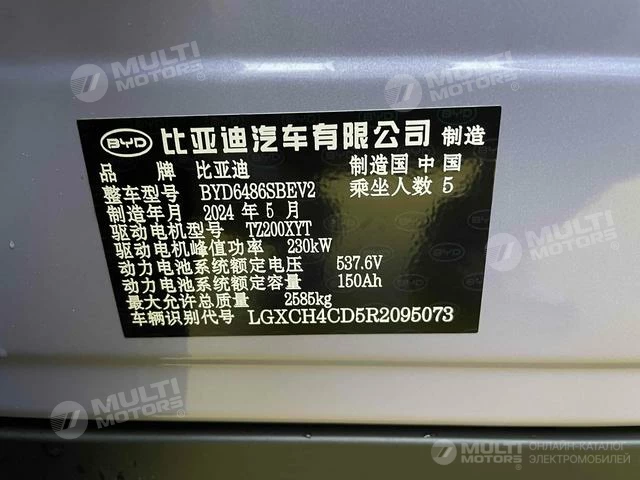 MULTI MOTORS®
MULTI MOTORS®
BYD 比亚迪汽车有限公司 制造
品牌 比亚迪 制造国 中国
整车型号 BYD6486SBEV2 乘坐人数 5
制造年月 2024 年 5 月
驱动电机型号 TZ200XYT
驱动电机峰值功率 230kW
动力电池系统额定电压 537.6V
动力电池系统额定容量 150Ah
最大允许总质量 2585kg
车辆识别代号 LGXCH4CD5R2095073
MULTI MOTORS®
MULTI MOTORS®
MULTI MOTORS
ОНЛАЙН-КАТАЛОГ
ЭЛЕКТРОМОБИЛЕЙ